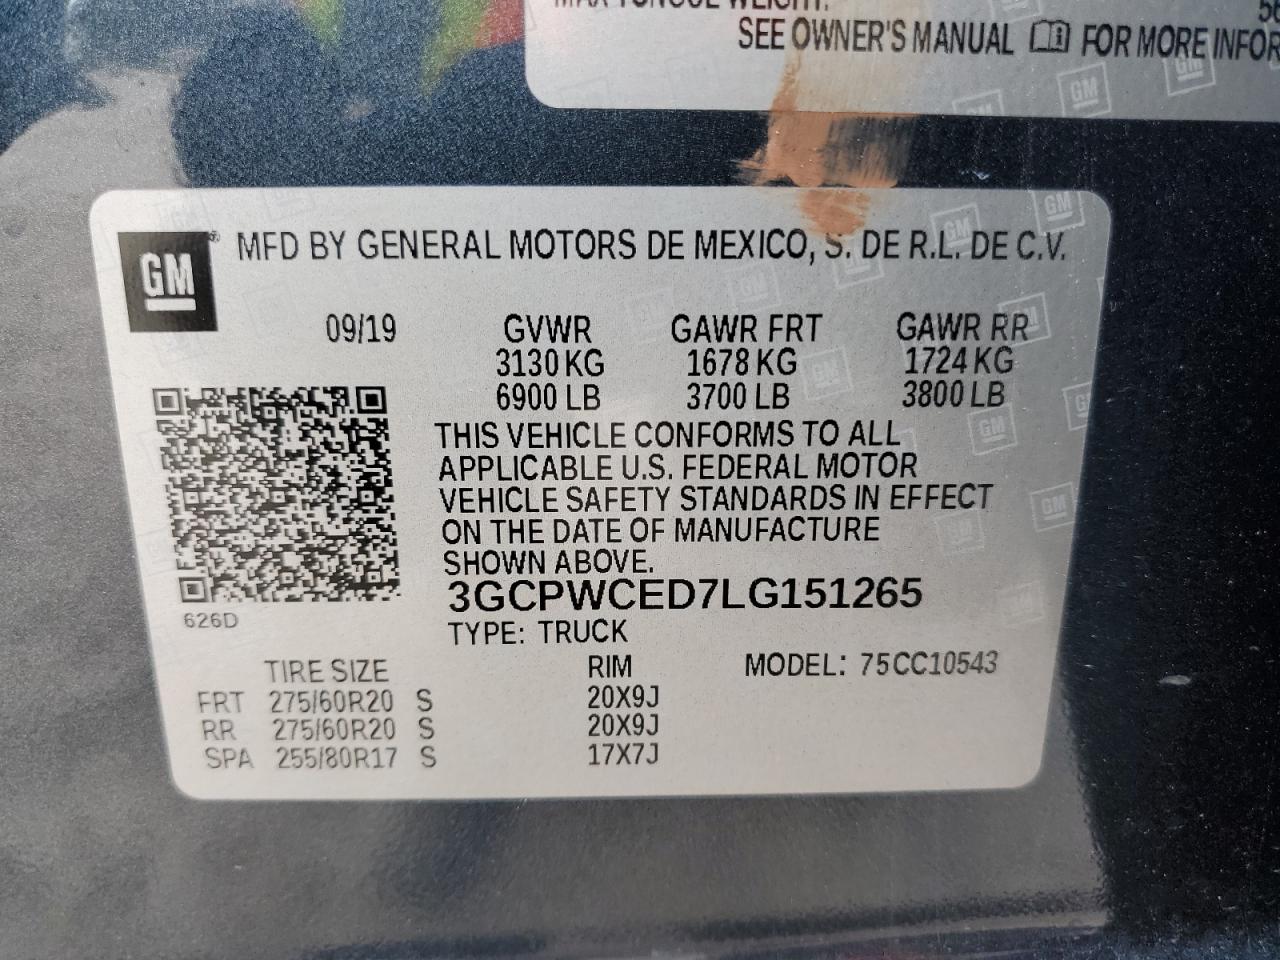 SEE OWNER'S MANUAL FOR MORE
GM
MFD BY GENERAL MOTORS DE MEXICO, S. DE R.L. DE C.V.
09/19 GVWR GAWR FRT GAWR RR
3130 KG 1678 KG 1724 KG
6900 LB 3700 LB 3800 LB
THIS VEHICLE CONFORMS TO ALL
APPLICABLE U.S. FEDERAL MOTOR
VEHICLE SAFETY STANDARDS IN EFFECT
ON THE DATE OF MANUFACTURE
SHOWN ABOVE.
3GCPWCED7LG151265
626D
TYPE: TRUCK
TIRE SIZE RIM MODEL: 75CC10543
FRT 275/60R20 S 20X9J
RR 275/60R20 S 20X9J
SPA 255/80R17 S 17X7J